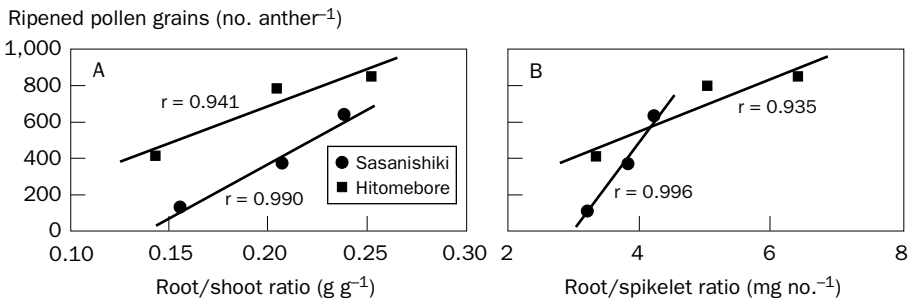 Ripened pollen grains (no. anther⁻¹)
1,000
800
600
400
200
0
A
r = 0.941
r = 0.990
Sasanishiki
Hitomebore
0.10 0.15 0.20 0.25 0.30
Root/shoot ratio (g g⁻¹)
B
r = 0.935
r = 0.996
2 4 6 8
Root/spikelet ratio (mg no.⁻¹)